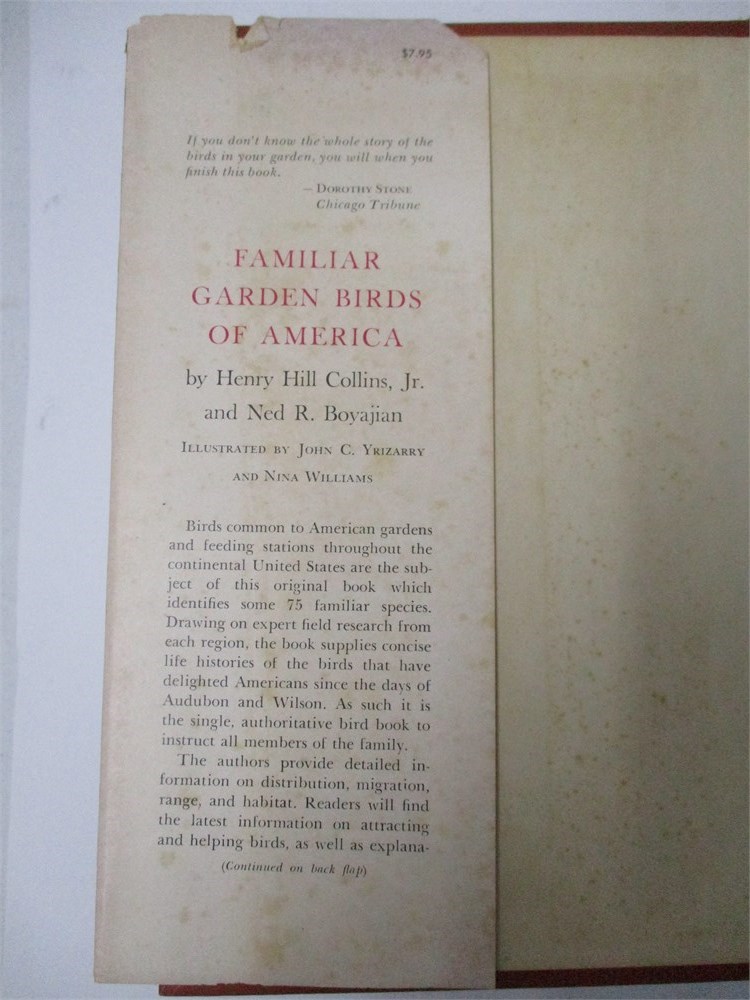 $7.95
If you don't know the whole story of the
birds in your garden, you will when you
finish this book.
— Dorothy Stone
Chicago Tribune
FAMILIAR
GARDEN BIRDS
OF AMERICA
by Henry Hill Collins, Jr.
and Ned R. Boyajian
Illustrated by John C. Yrizarry
and Nina Williams
Birds common to American gardens
and feeding stations throughout the
continental United States are the sub-
ject of this original book which
identifies some 75 familiar species.
Drawing on expert field research from
each region, the book supplies concise
life histories of the birds that have
delighted Americans since the days of
Audubon and Wilson. As such it is
the single, authoritative bird book to
instruct all members of the family.
The authors provide detailed in-
formation on distribution, migration,
range, and habitat. Readers will find
the latest information on attracting
and helping birds, as well as explana-
(Continued on back flap)